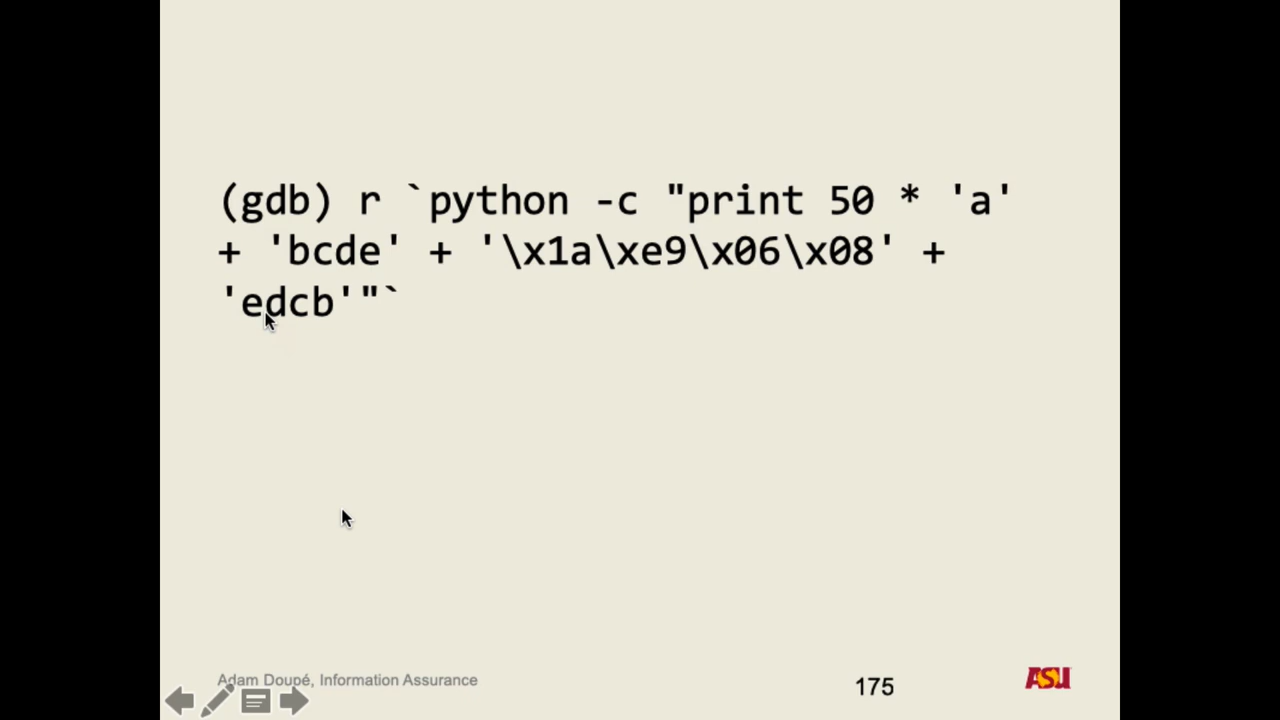 (gdb) r `python -c "print 50 * 'a'
+ 'bcde' + '\x1a\xe9\x06\x08' +
'edcb'"`
Adam Doupé, Information Assurance
175
ASU